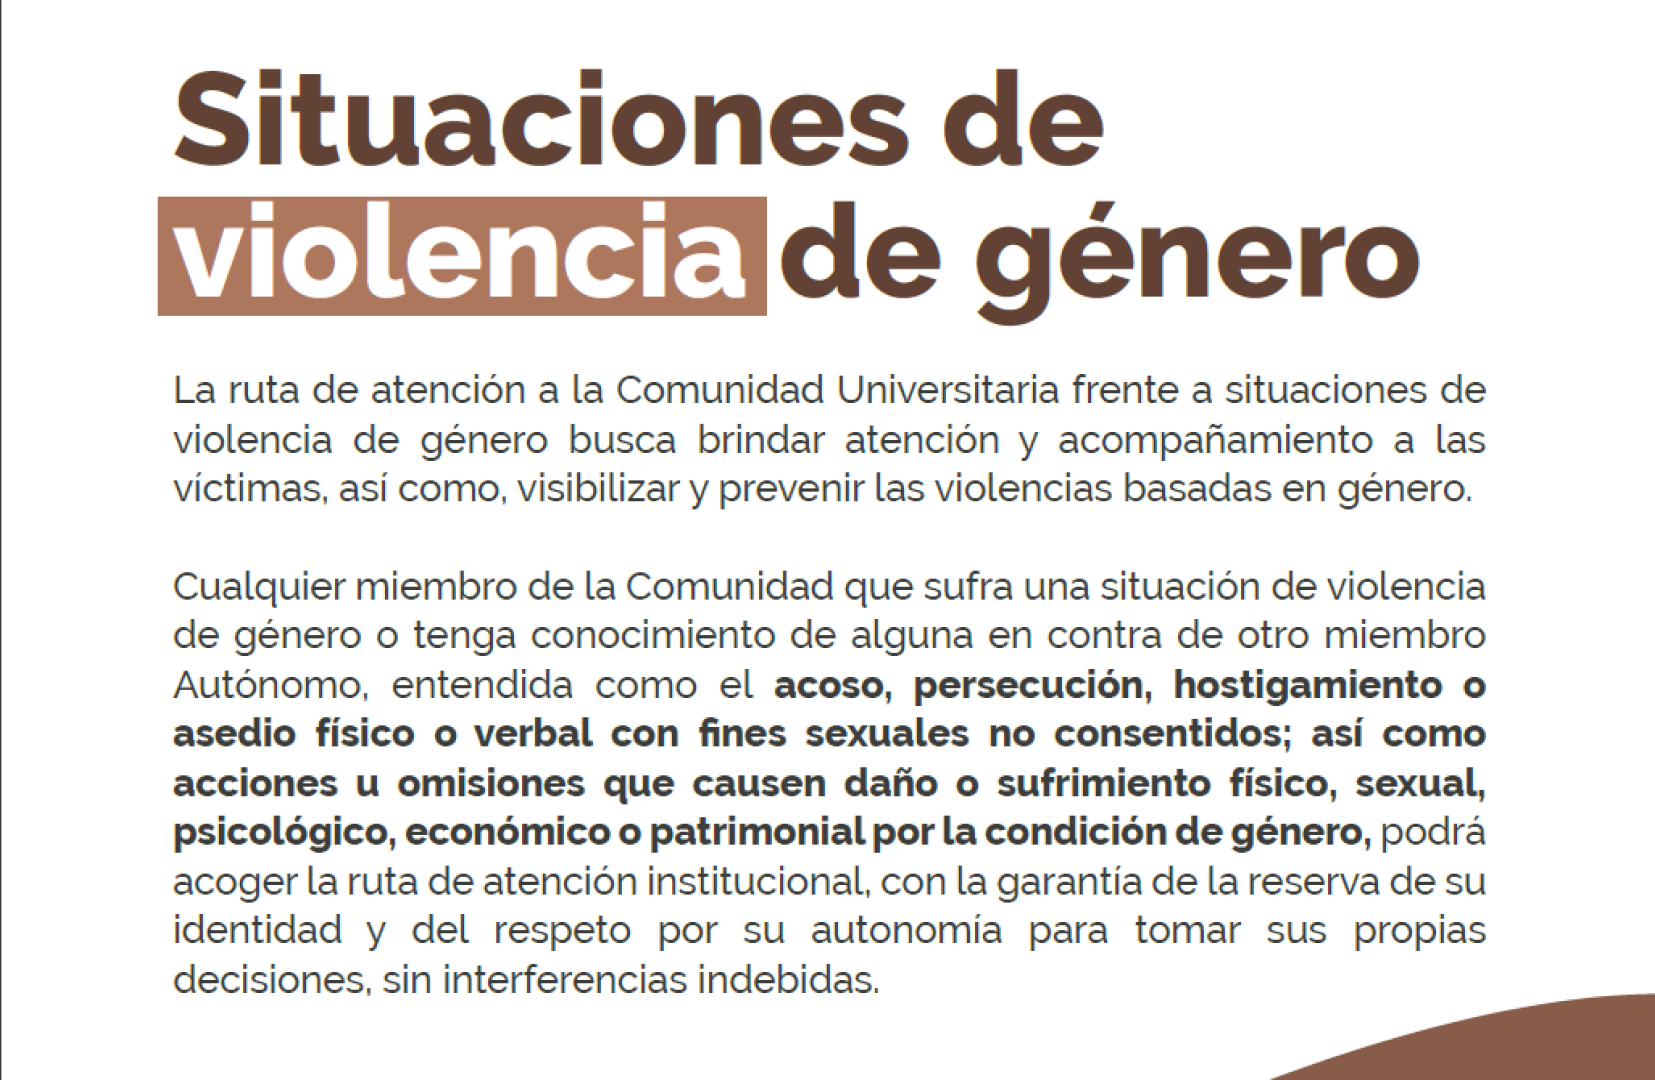 Situaciones de
violencia de género
La ruta de atención a la Comunidad Universitaria frente a situaciones de
violencia de género busca brindar atención y acompañamiento a las
víctimas, así como, visibilizar y prevenir las violencias basadas en género.
Cualquier miembro de la Comunidad que sufra una situación de violencia
de género o tenga conocimiento de alguna en contra de otro miembro
Autónomo, entendida como el acoso, persecución, hostigamiento o
asedio físico o verbal con fines sexuales no consentidos; así como
acciones u omisiones que causen daño o sufrimiento físico, sexual,
psicológico, económico o patrimonial por la condición de género, podrá
acoger la ruta de atención institucional, con la garantía de la reserva de su
identidad y del respeto por su autonomía para tomar sus propias
decisiones, sin interferencias indebidas.